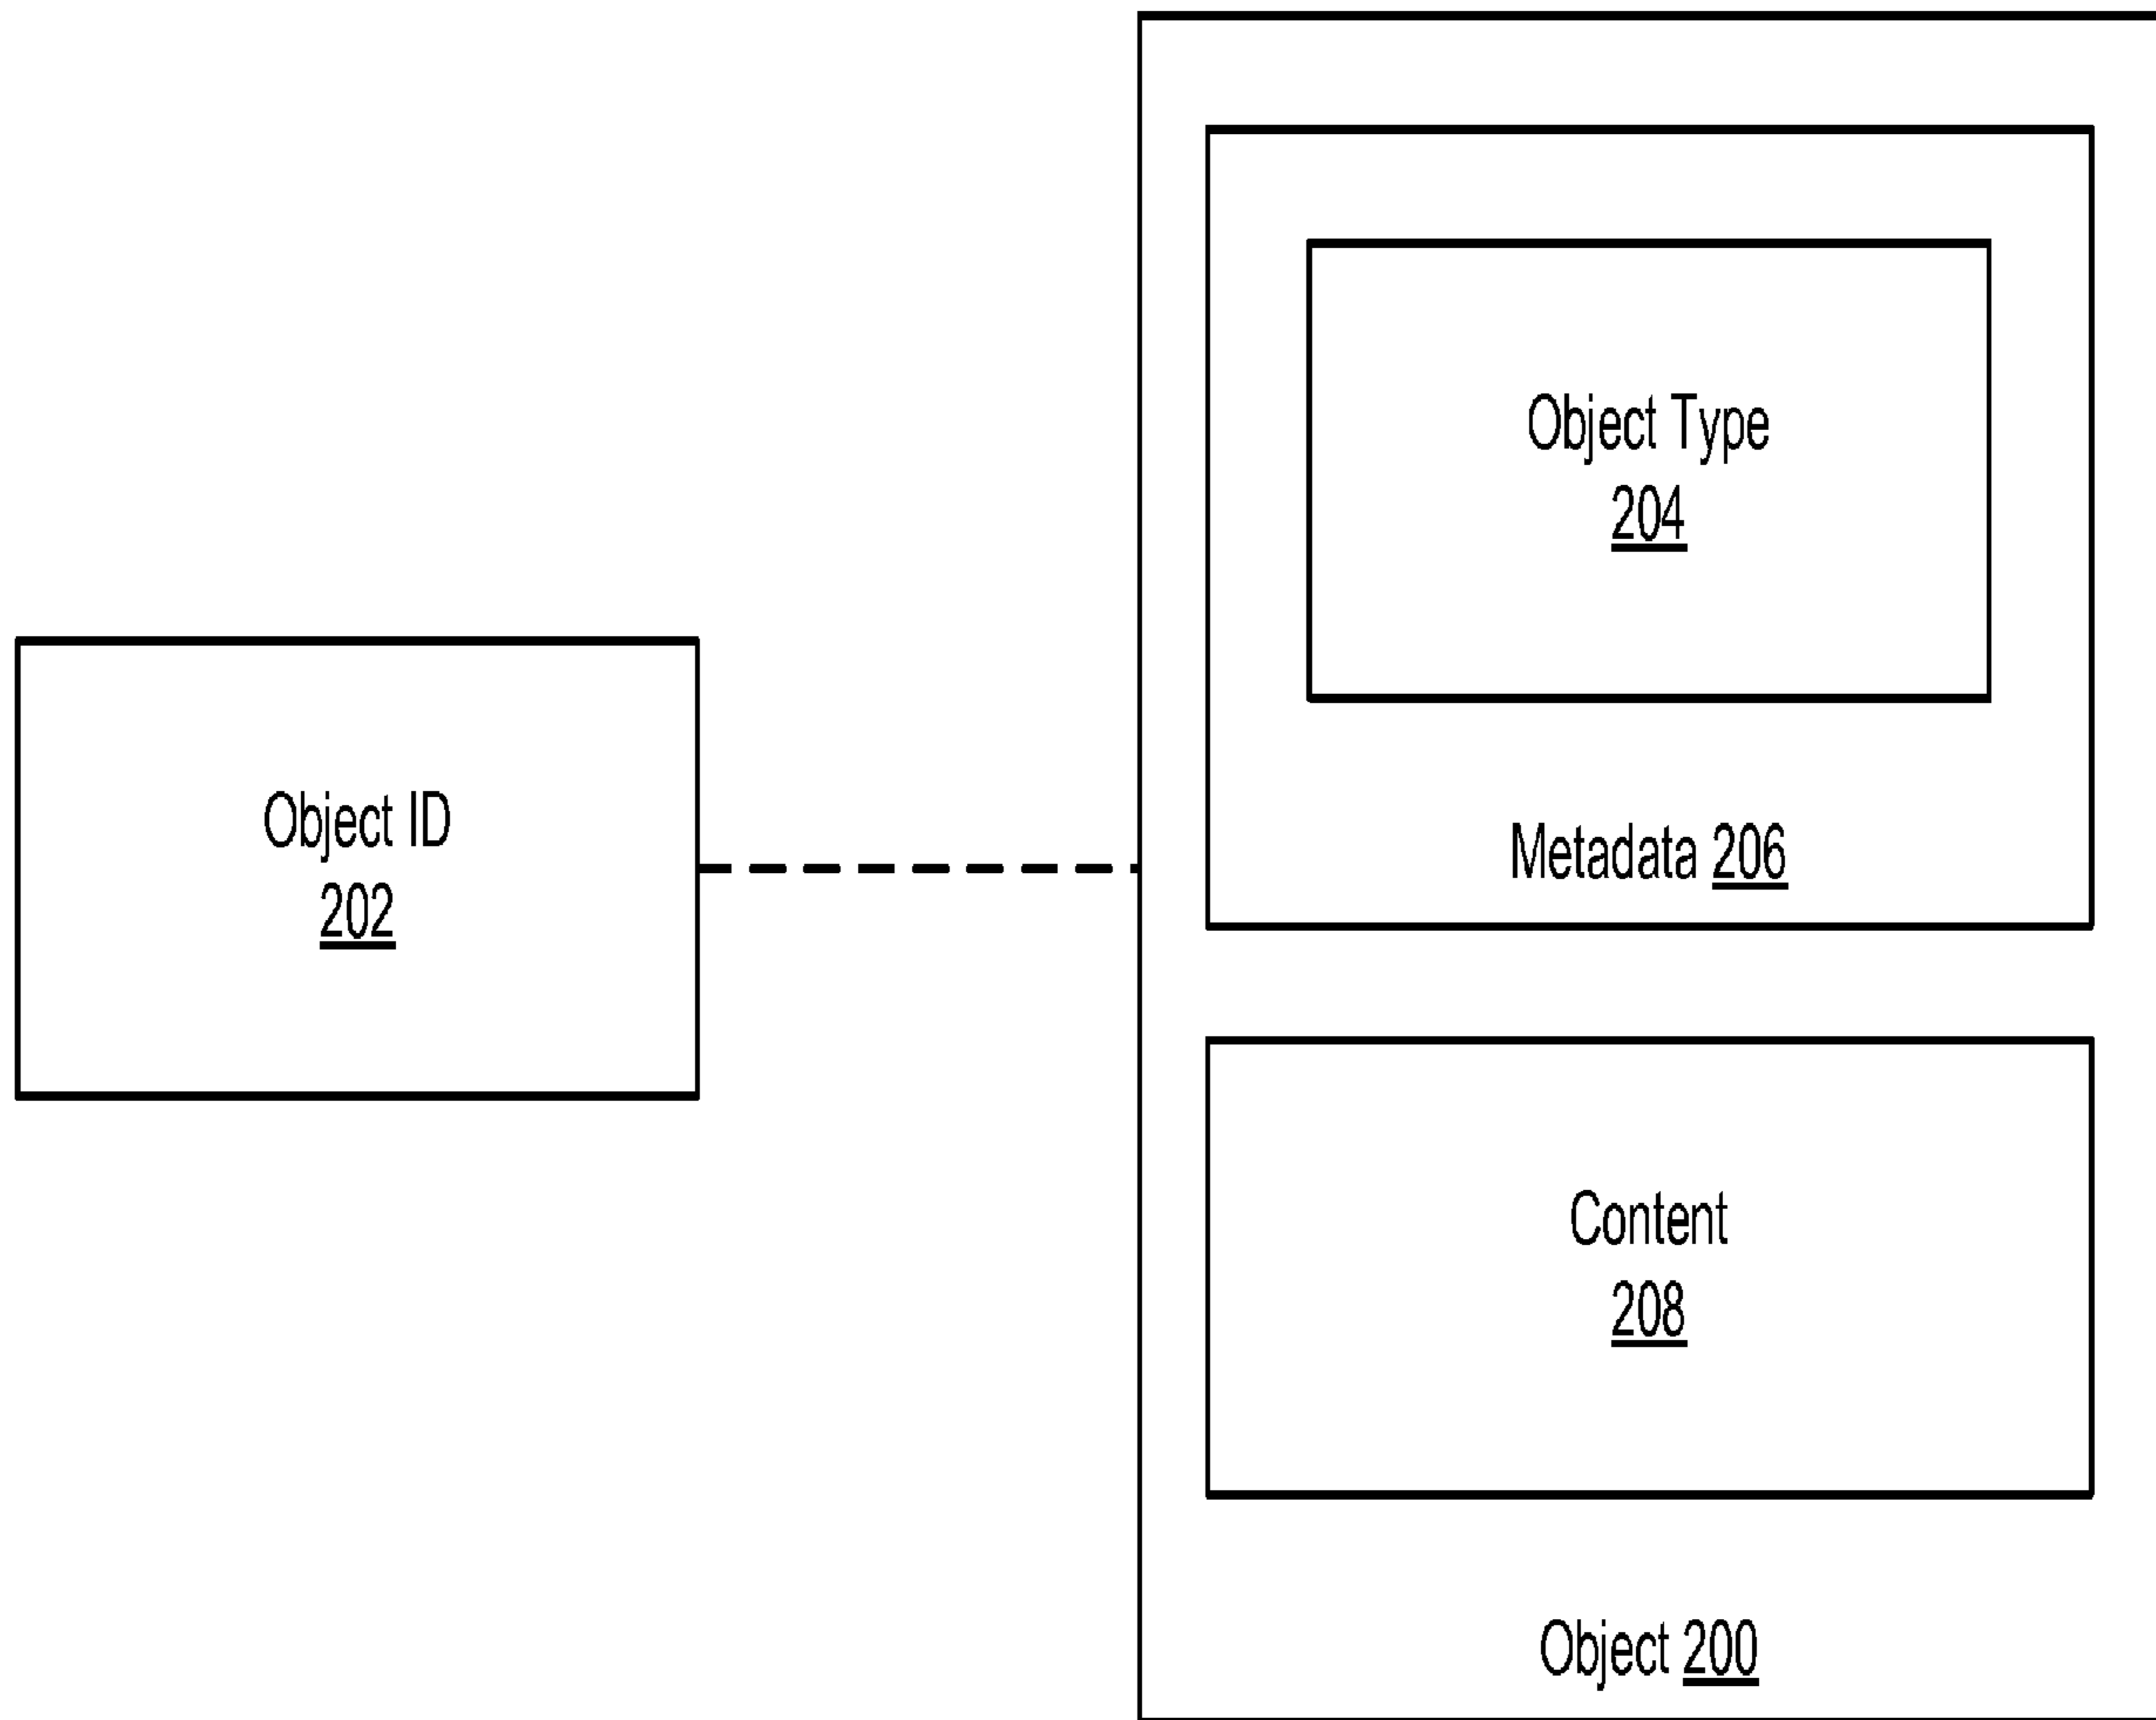 Object Type
204
Object ID
202
Metadata 206
Content
208
Object 200